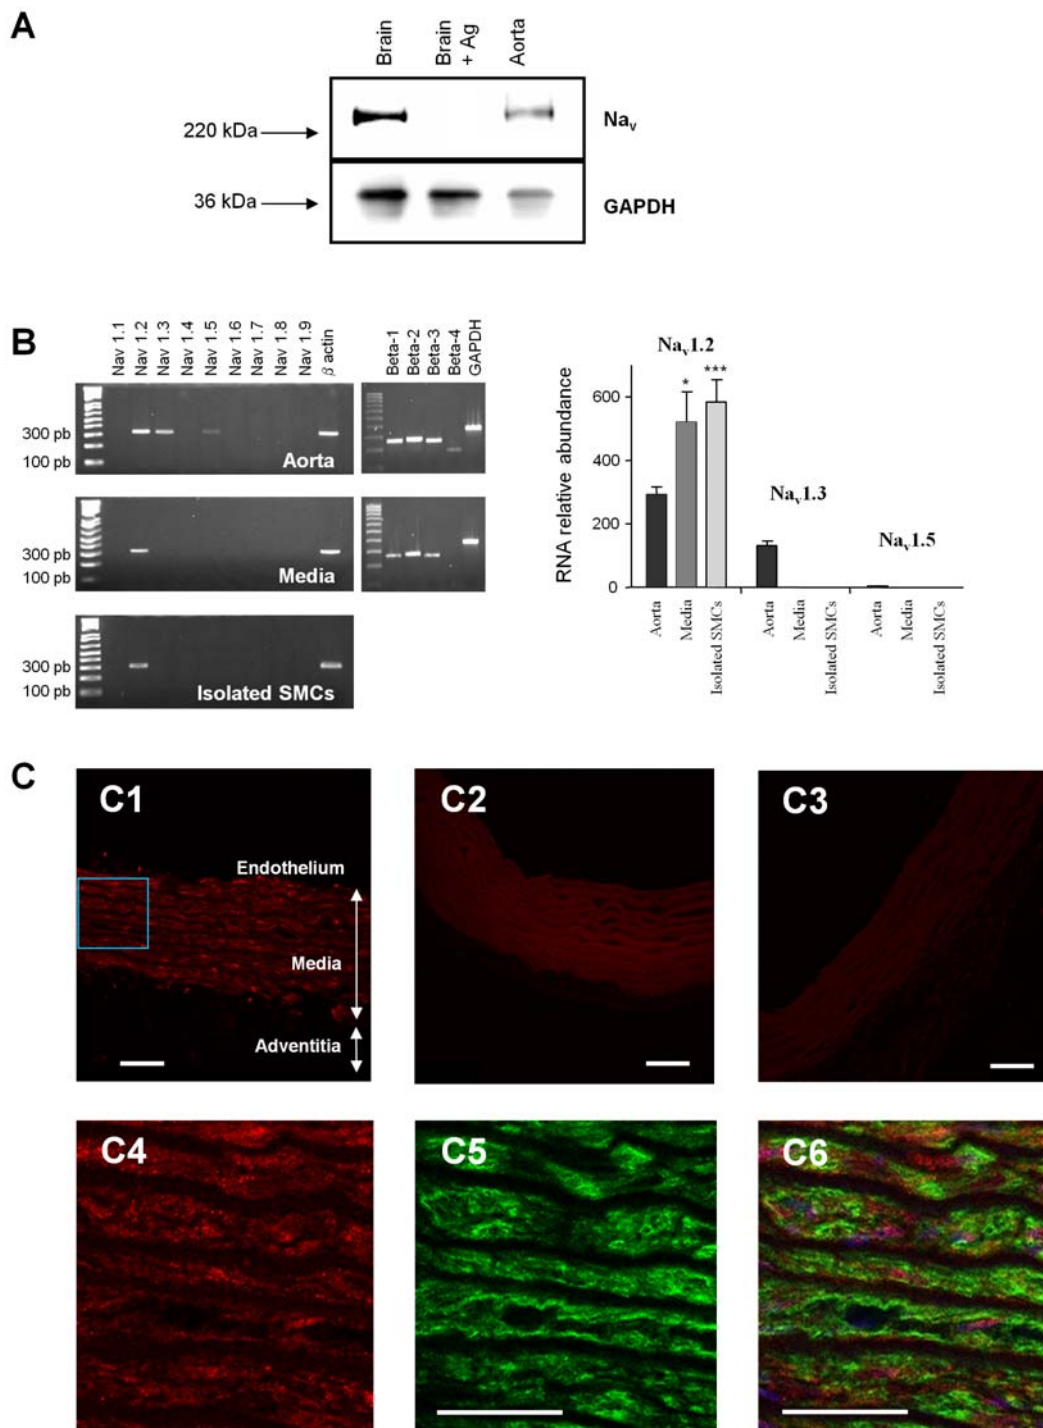 A
Brain
Brain + Ag
Aorta
220 kDa
Nav
36 kDa
GAPDH
B
Nav 1.1
Nav 1.2
Nav 1.3
Nav 1.4
Nav 1.5
Nav 1.6
Nav 1.7
Nav 1.8
Nav 1.9
β actin
Beta-1
Beta-2
Beta-3
Beta-4
GAPDH
300 pb
100 pb
Aorta
300 pb
100 pb
Media
300 pb
100 pb
Isolated SMCs
RNA relative abundance
600
400
200
0
Nav1.2
*
***
Nav1.3
Nav1.5
Aorta
Media
Isolated SMCs
Aorta
Media
Isolated SMCs
Aorta
Media
Isolated SMCs
C
C1
Endothelium
Media
Adventitia
C2
C3
C4
C5
C6